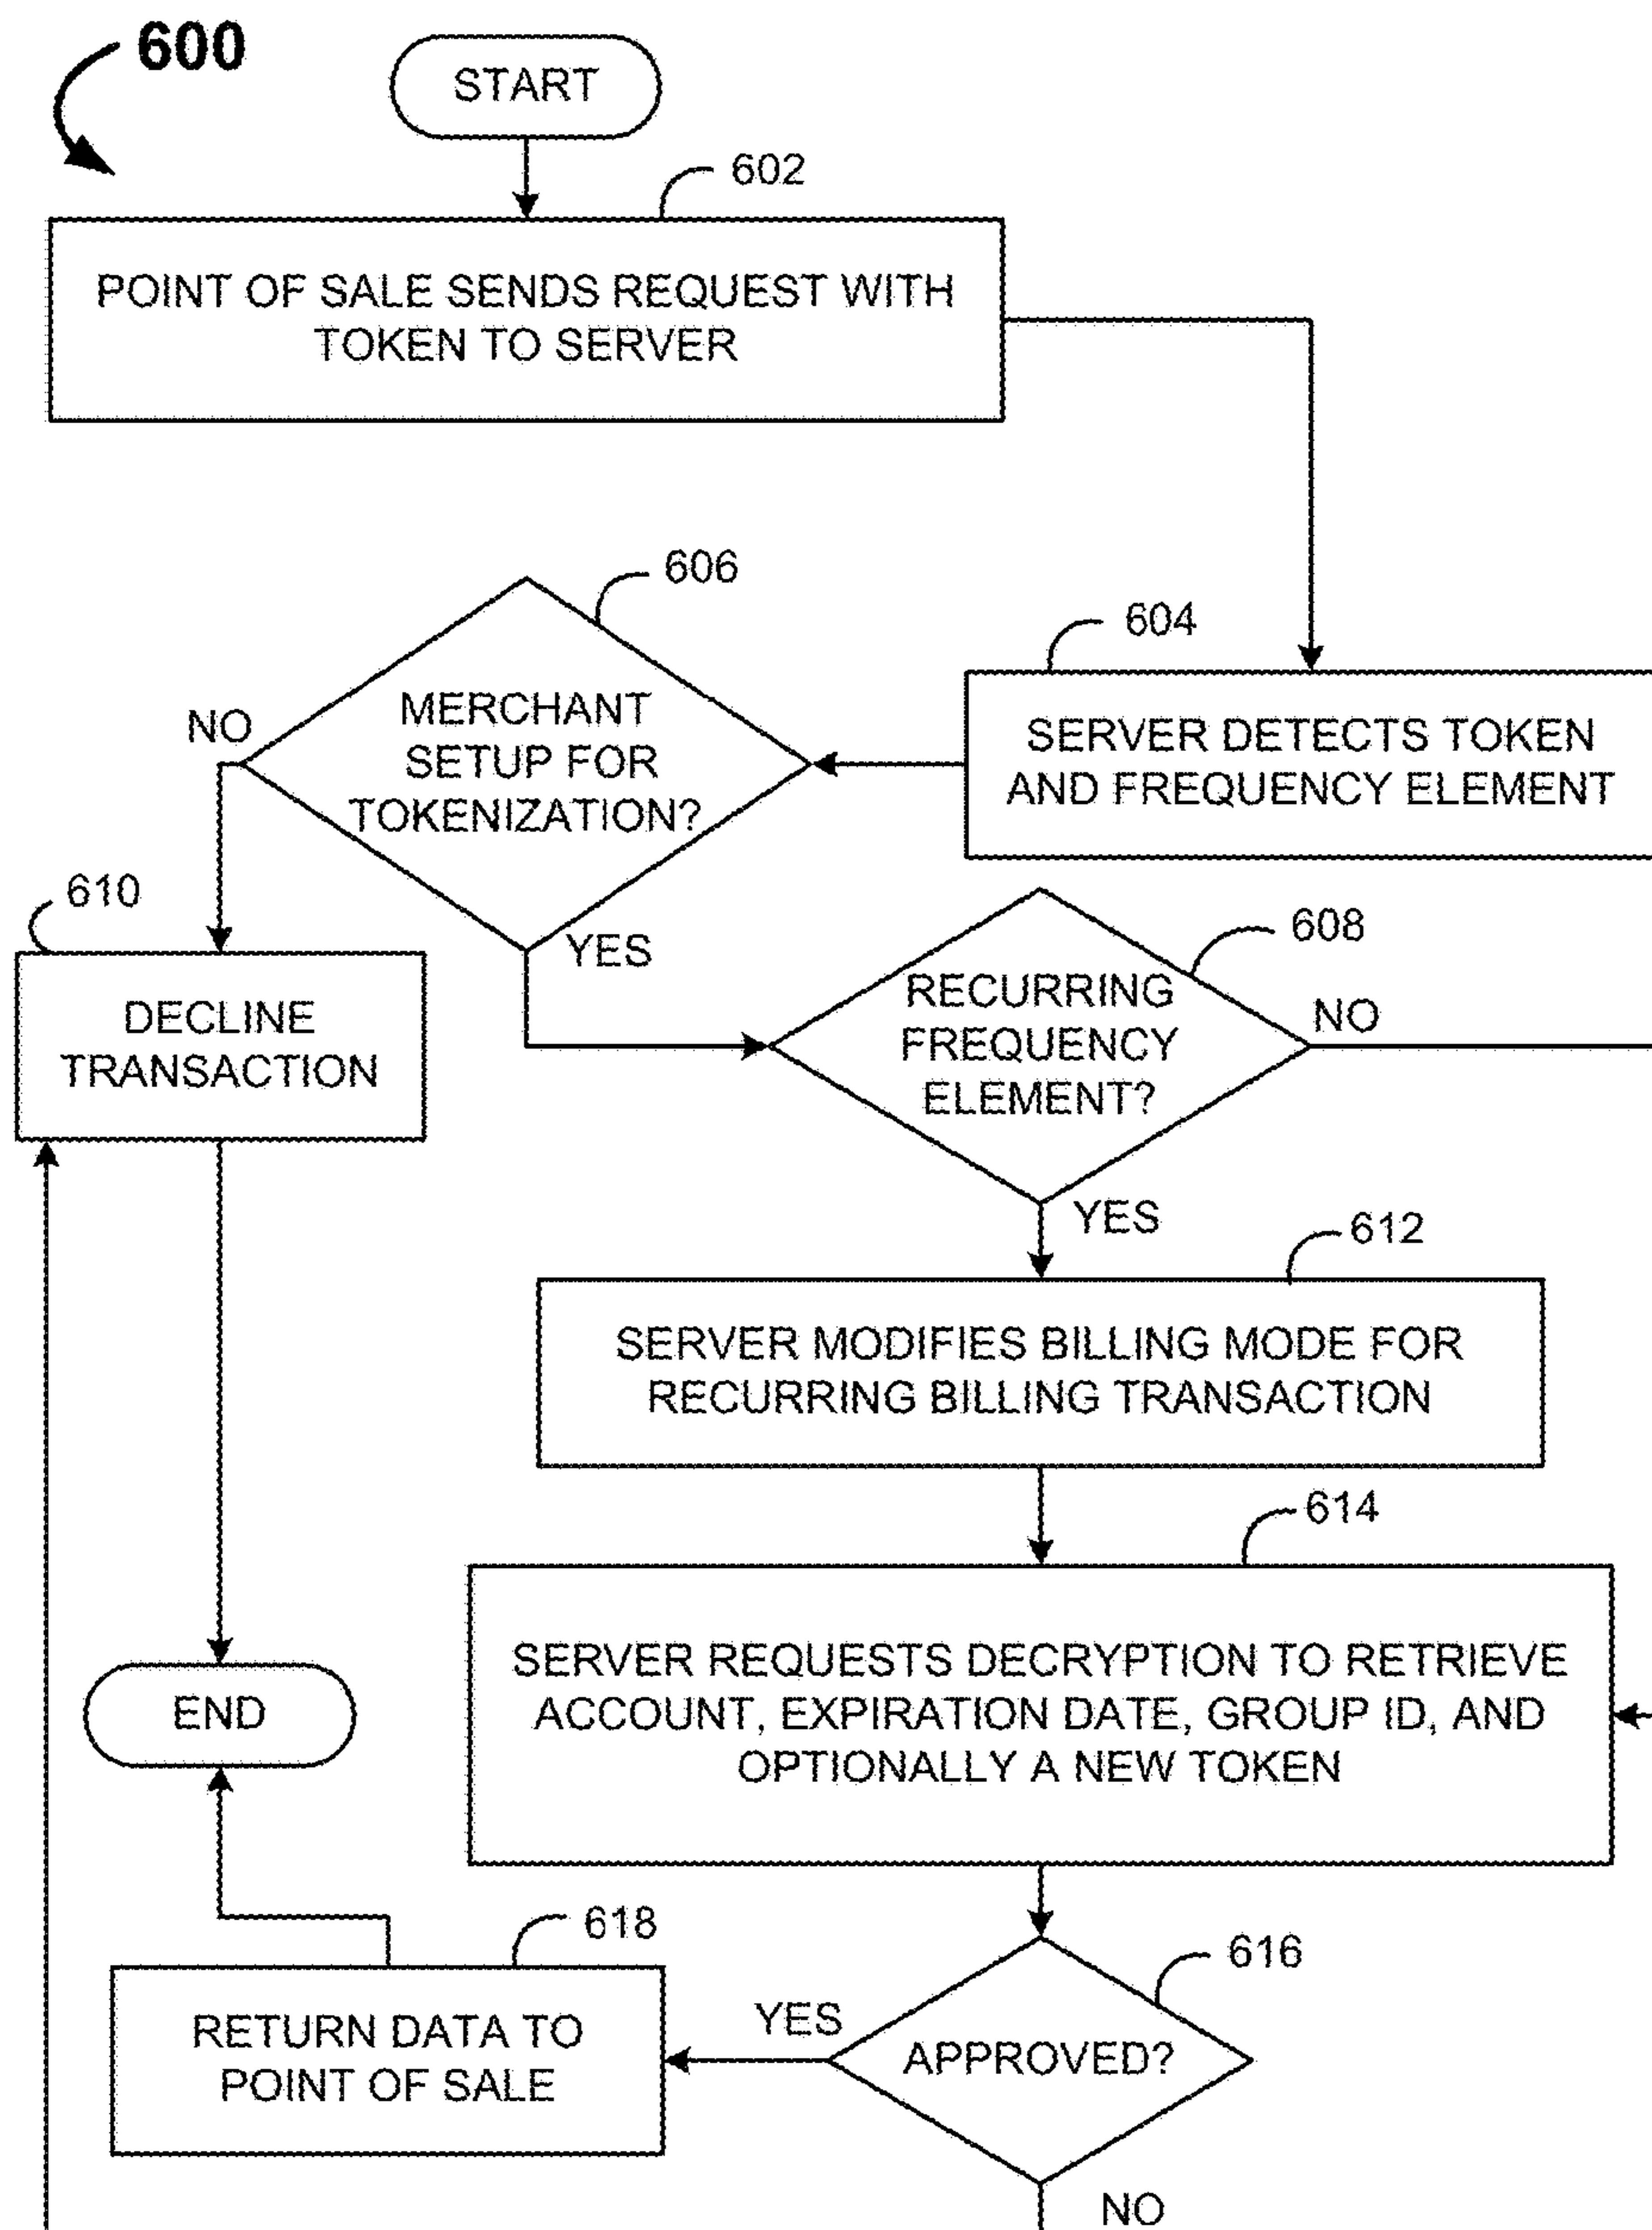 600
START
602
POINT OF SALE SENDS REQUEST WITH
TOKEN TO SERVER
606
604
MERCHANT
SETUP FOR
TOKENIZATION?
NO
SERVER DETECTS TOKEN
AND FREQUENCY ELEMENT
610
YES
608
DECLINE
TRANSACTION
RECURRING
FREQUENCY
ELEMENT?
NO
YES
612
SERVER MODIFIES BILLING MODE FOR
RECURRING BILLING TRANSACTION
614
SERVER REQUESTS DECRYPTION TO RETRIEVE
ACCOUNT, EXPIRATION DATE, GROUP ID, AND
OPTIONALLY A NEW TOKEN
END
618
616
RETURN DATA TO
POINT OF SALE
YES
APPROVED?
NO